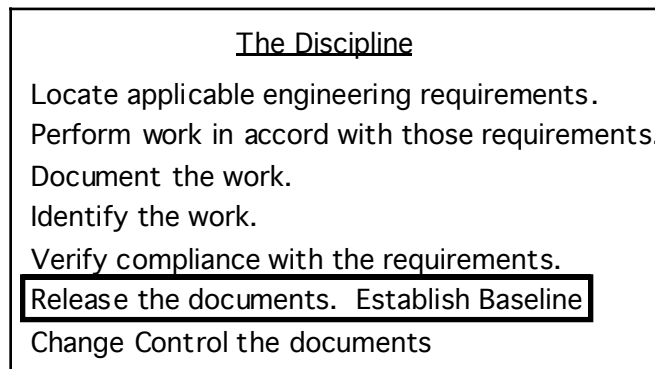 The Discipline
Locate applicable engineering requirements.
Perform work in accord with those requirements.
Document the work.
Identify the work.
Verify compliance with the requirements.
Release the documents.  Establish Baseline
Change Control the documents